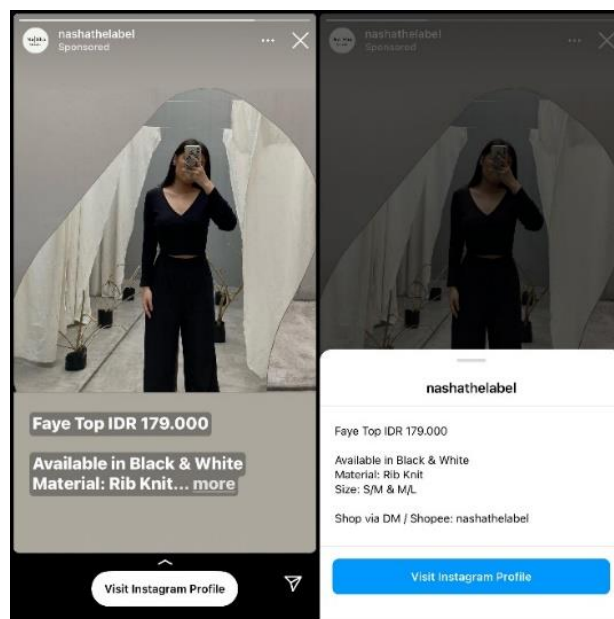 nashathelabel
Sponsored
Faye Top IDR 179.000
Available in Black & White
Material: Rib Knit... more
Visit Instagram Profile
nashathelabel
Sponsored
nashathelabel
Faye Top IDR 179.000
Available in Black & White
Material: Rib Knit
Size: S/M & M/L
Shop via DM / Shopee: nashathelabel
Visit Instagram Profile